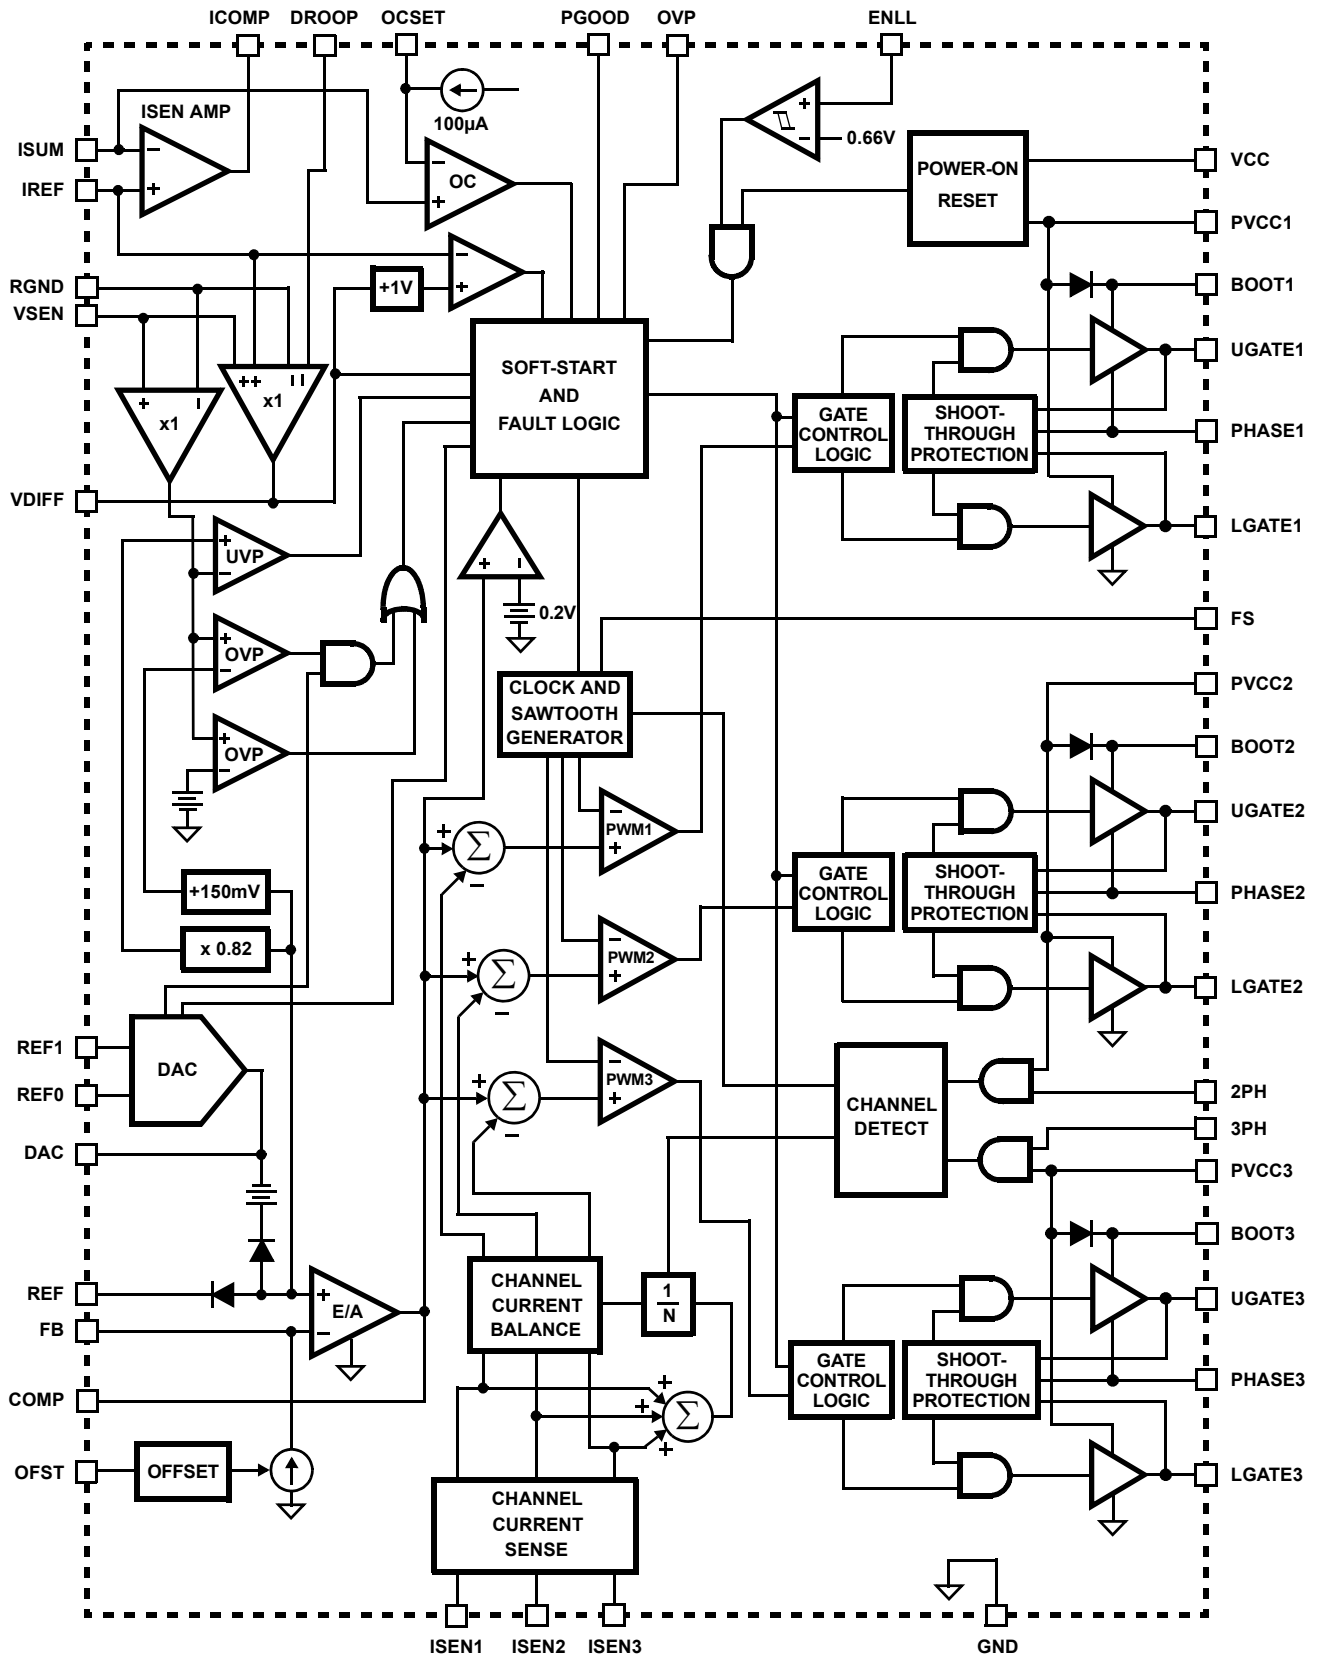 ICOMP DROOP OCSET PGOOD OVP ENLL
ISEN AMP
100µA
ISUM
−
+
IREF
−
OC
+
+
−
0.66V
POWER-ON
RESET
VCC
PVCC1
−
+
+1V
RGND
VSEN
BOOT1
UGATE1
PHASE1
LGATE1
++ − −
x1
+ −
x1
SOFT-START
AND
FAULT LOGIC
GATE
CONTROL
LOGIC
SHOOT-
THROUGH
PROTECTION
VDIFF
+
UVP
−
+ −
0.2V
+
OVP
−
+
OVP
−
FS
CLOCK AND
SAWTOOTH
GENERATOR
PVCC2
BOOT2
UGATE2
PHASE2
LGATE2
+
Σ
−
−
PWM1
+
GATE
CONTROL
LOGIC
SHOOT-
THROUGH
PROTECTION
+150mV
x 0.82
+
Σ
−
−
PWM2
+
REF1
REF0
DAC
+
Σ
−
−
PWM3
+
CHANNEL
DETECT
2PH
3PH
PVCC3
DAC
BOOT3
UGATE3
PHASE3
LGATE3
REF
FB
+
E/A
−
CHANNEL
CURRENT
BALANCE
1
N
GATE
CONTROL
LOGIC
SHOOT-
THROUGH
PROTECTION
COMP
+
+
+
Σ
OFST
OFFSET
CHANNEL
CURRENT
SENSE
ISEN1 ISEN2 ISEN3 GND